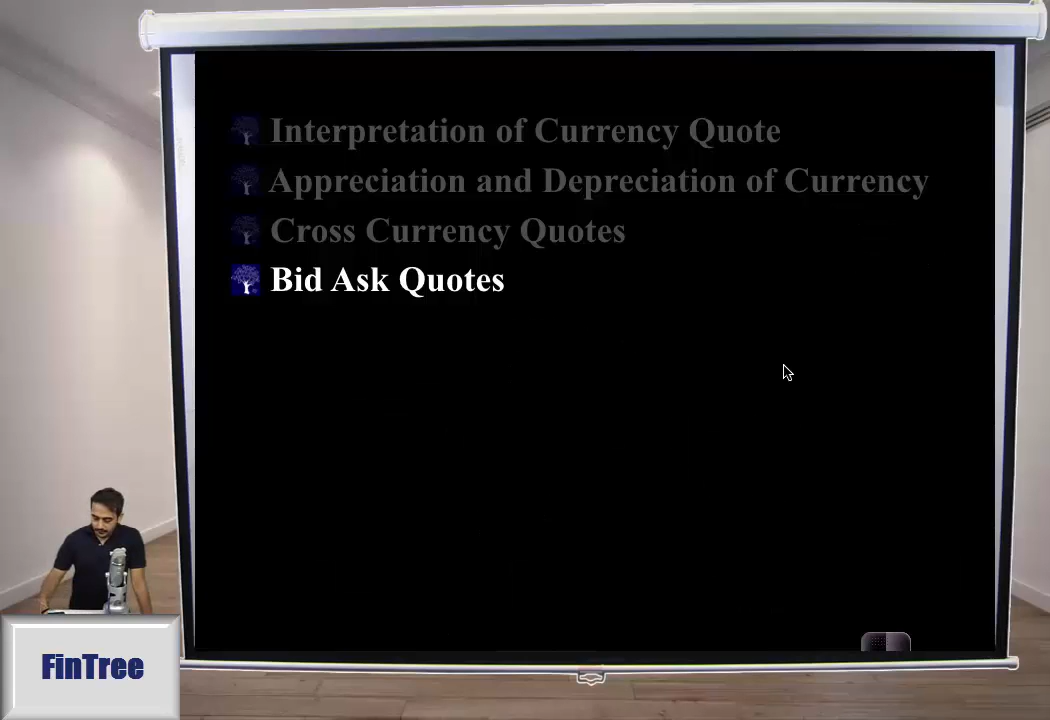 Interpretation of Currency Quote
Appreciation and Depreciation of Currency
Cross Currency Quotes
Bid Ask Quotes
FinTree